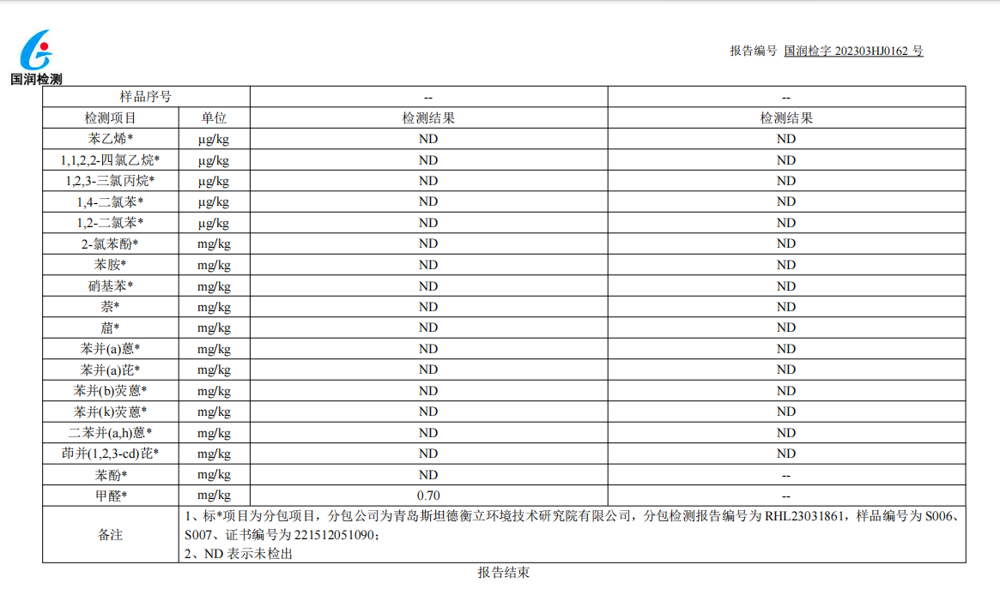 国润检测
报告编号 国润检字 202303HJ0162 号
样品序号 -- --
检测项目 单位 检测结果 检测结果
苯乙烯* μg/kg ND ND
1,1,2,2-四氯乙烷* μg/kg ND ND
1,2,3-三氯丙烷* μg/kg ND ND
1,4-二氯苯* μg/kg ND ND
1,2-二氯苯* μg/kg ND ND
2-氯苯酚* mg/kg ND ND
苯胺* mg/kg ND ND
硝基苯* mg/kg ND ND
萘* mg/kg ND ND
䓛* mg/kg ND ND
苯并(a)蒽* mg/kg ND ND
苯并(a)芘* mg/kg ND ND
苯并(b)荧蒽* mg/kg ND ND
苯并(k)荧蒽* mg/kg ND ND
二苯并(a,h)蒽* mg/kg ND ND
茚并(1,2,3-cd)芘* mg/kg ND ND
苯酚* mg/kg ND --
甲醛* mg/kg 0.70 --
备注
1、标*项目为分包项目，分包公司为青岛斯坦德衡立环境技术研究院有限公司，分包检测报告编号为 RHL23031861，样品编号为 S006、
S007、证书编号为 221512051090；
2、ND 表示未检出
报告结束